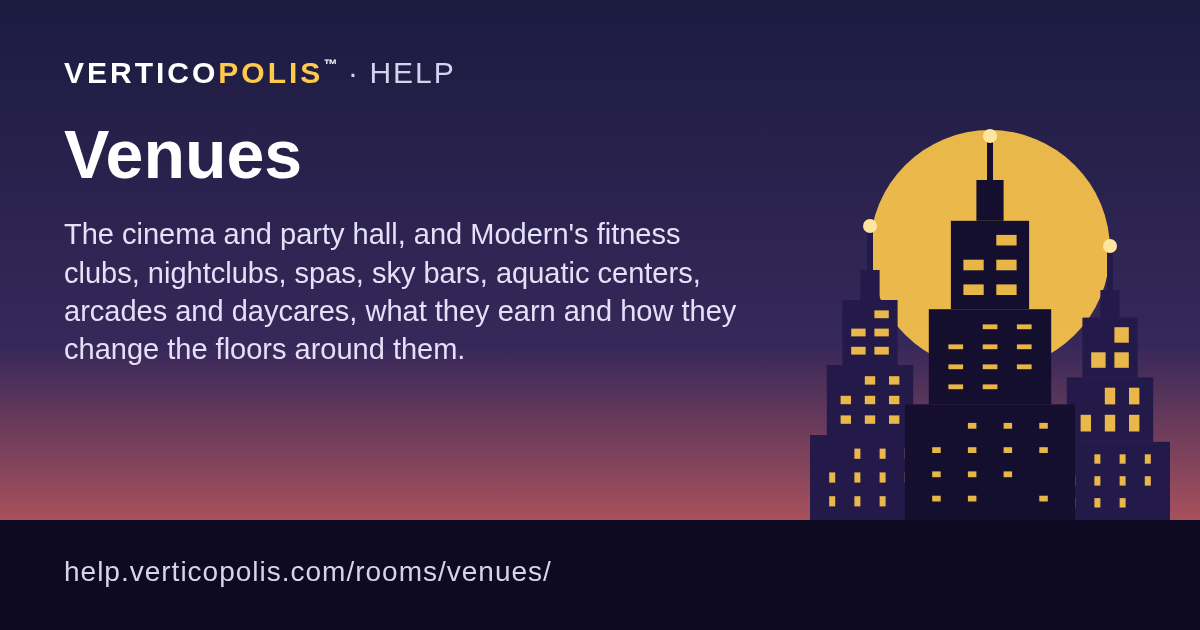 VERTICOPOLIS™ · HELP
Venues
The cinema and party hall, and Modern's fitness
clubs, nightclubs, spas, sky bars, aquatic centers,
arcades and daycares, what they earn and how they
change the floors around them.
help.verticopolis.com/rooms/venues/